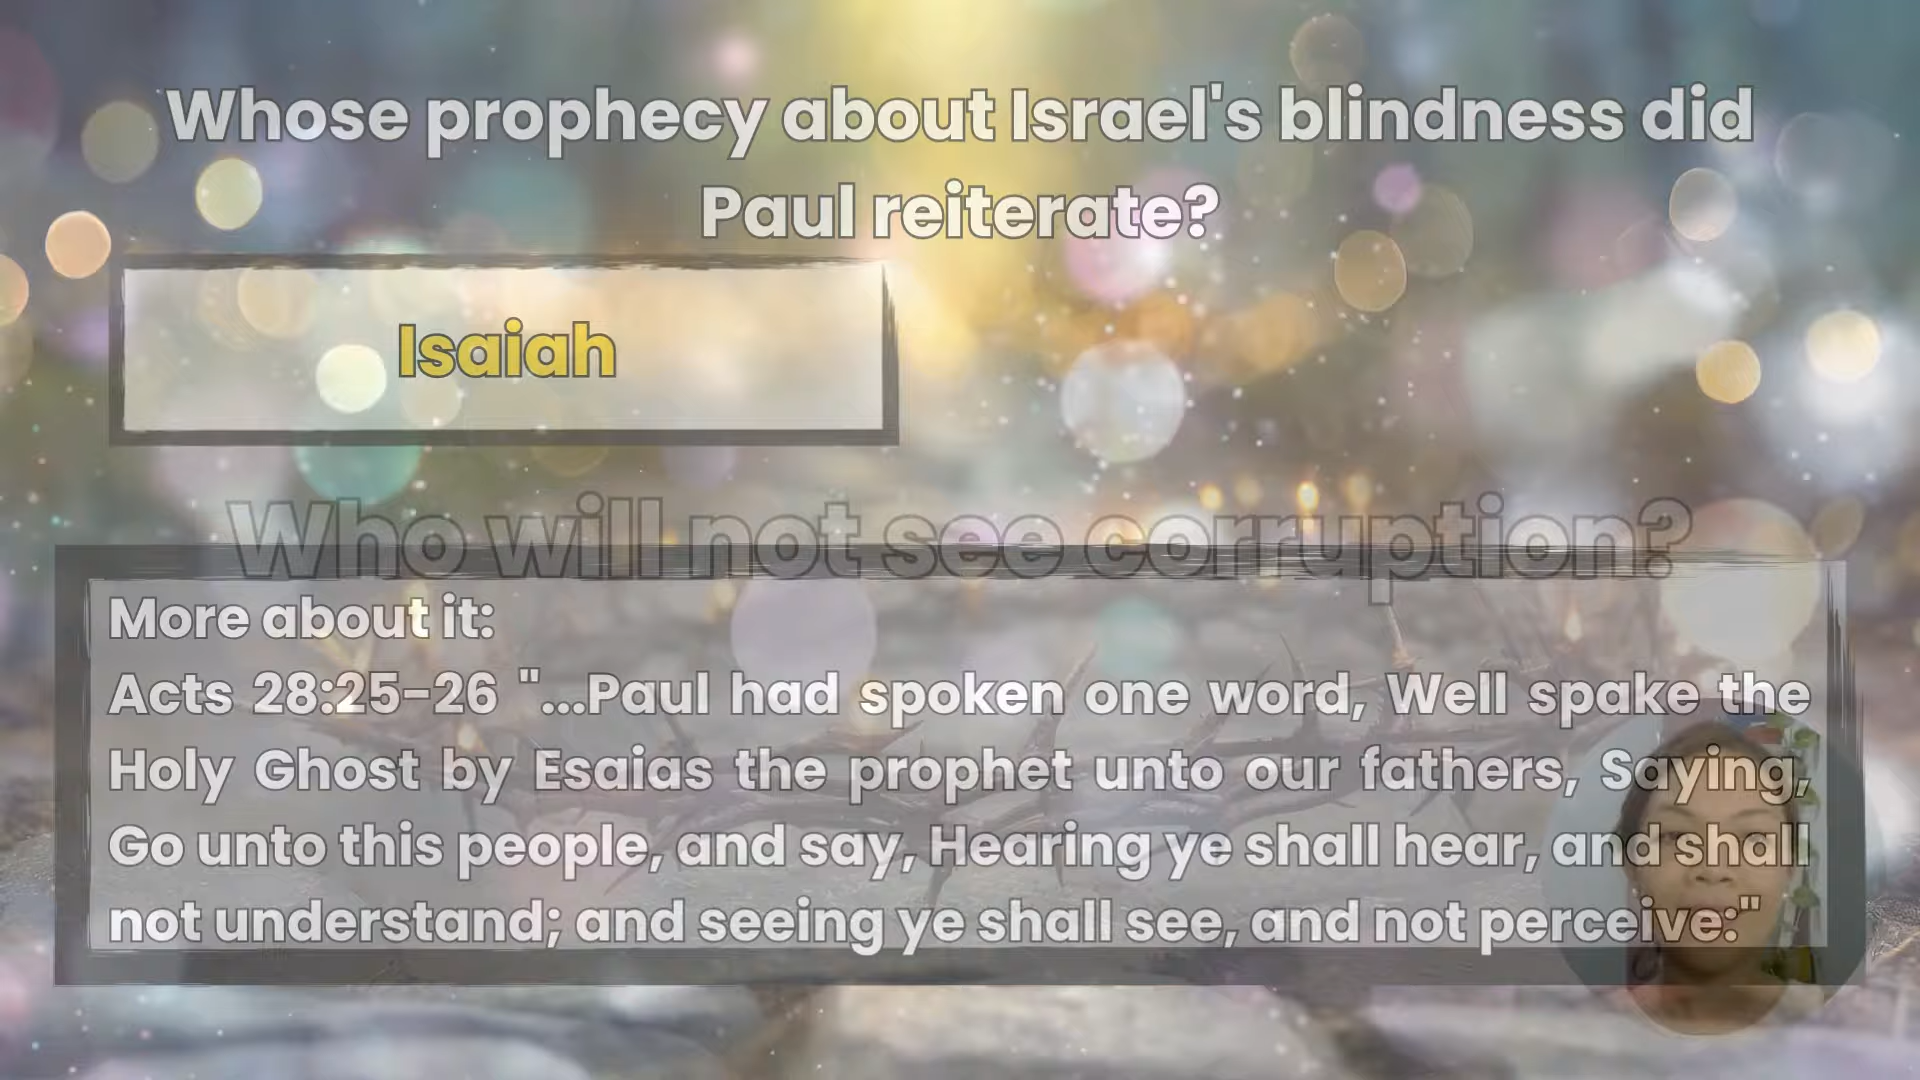 Whose prophecy about Israel's blindness did
Paul reiterate?
Isaiah
Who will not see corruption?
More about it:
Acts 28:25-26 "...Paul had spoken one word, Well spake the
Holy Ghost by Esaias the prophet unto our fathers, Saying,
Go unto this people, and say, Hearing ye shall hear, and shall
not understand; and seeing ye shall see, and not perceive:"